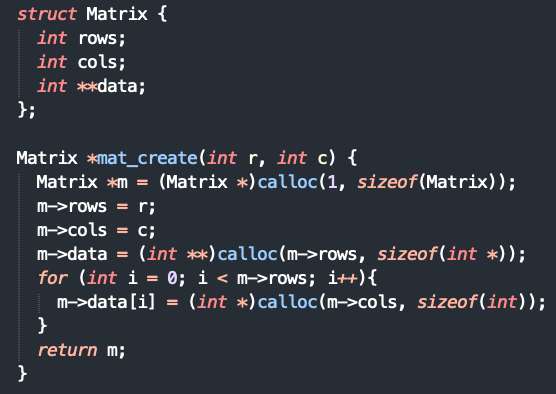 struct Matrix {
  int rows;
  int cols;
  int **data;
};

Matrix *mat_create(int r, int c) {
  Matrix *m = (Matrix *)calloc(1, sizeof(Matrix));
  m->rows = r;
  m->cols = c;
  m->data = (int **)calloc(m->rows, sizeof(int *));
  for (int i = 0; i < m->rows; i++){
    m->data[i] = (int *)calloc(m->cols, sizeof(int));
  }
  return m;
}